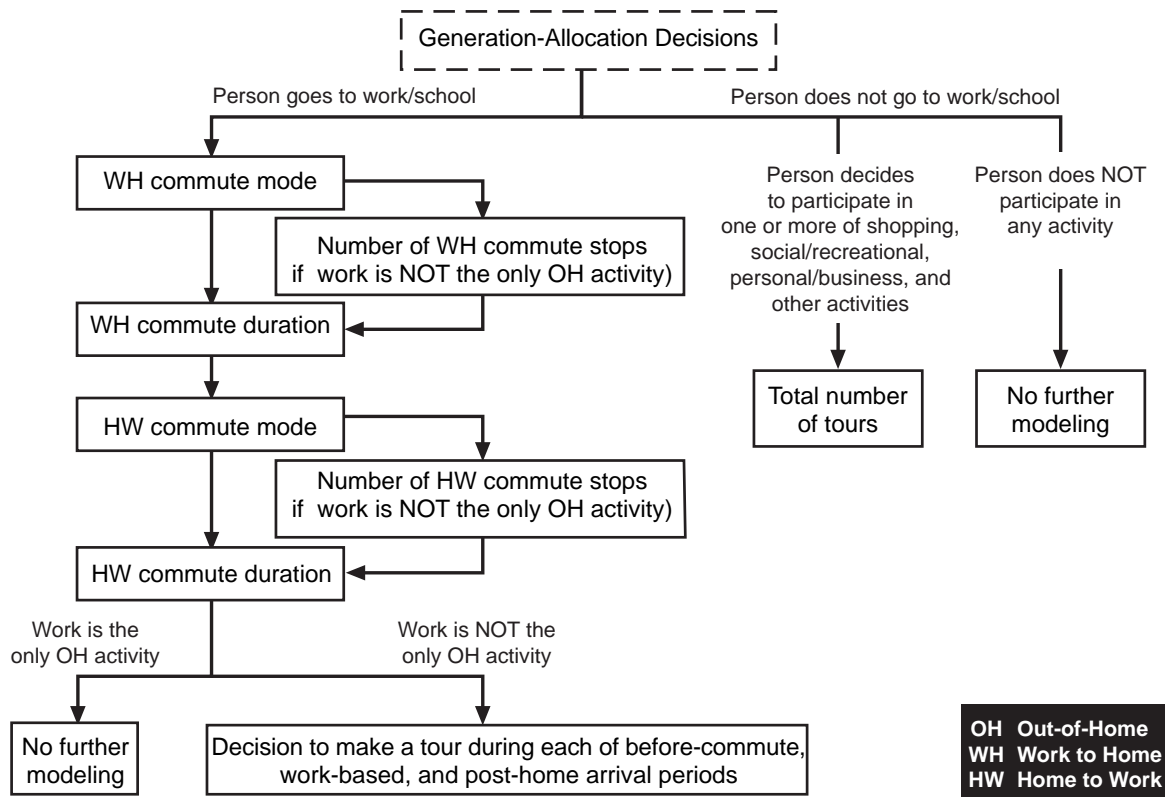 Generation-Allocation Decisions
Person goes to work/school
Person does not go to work/school
WH commute mode
Number of WH commute stops
if work is NOT the only OH activity)
WH commute duration
Person decides
to participate in
one or more of shopping,
social/recreational,
personal/business, and
other activities
Person does NOT
participate in
any activity
Total number
of tours
No further
modeling
HW commute mode
Number of HW commute stops
if work is NOT the only OH activity)
HW commute duration
Work is the
only OH activity
Work is NOT the
only OH activity
No further
modeling
Decision to make a tour during each of before-commute,
work-based, and post-home arrival periods
OH Out-of-Home
WH Work to Home
HW Home to Work